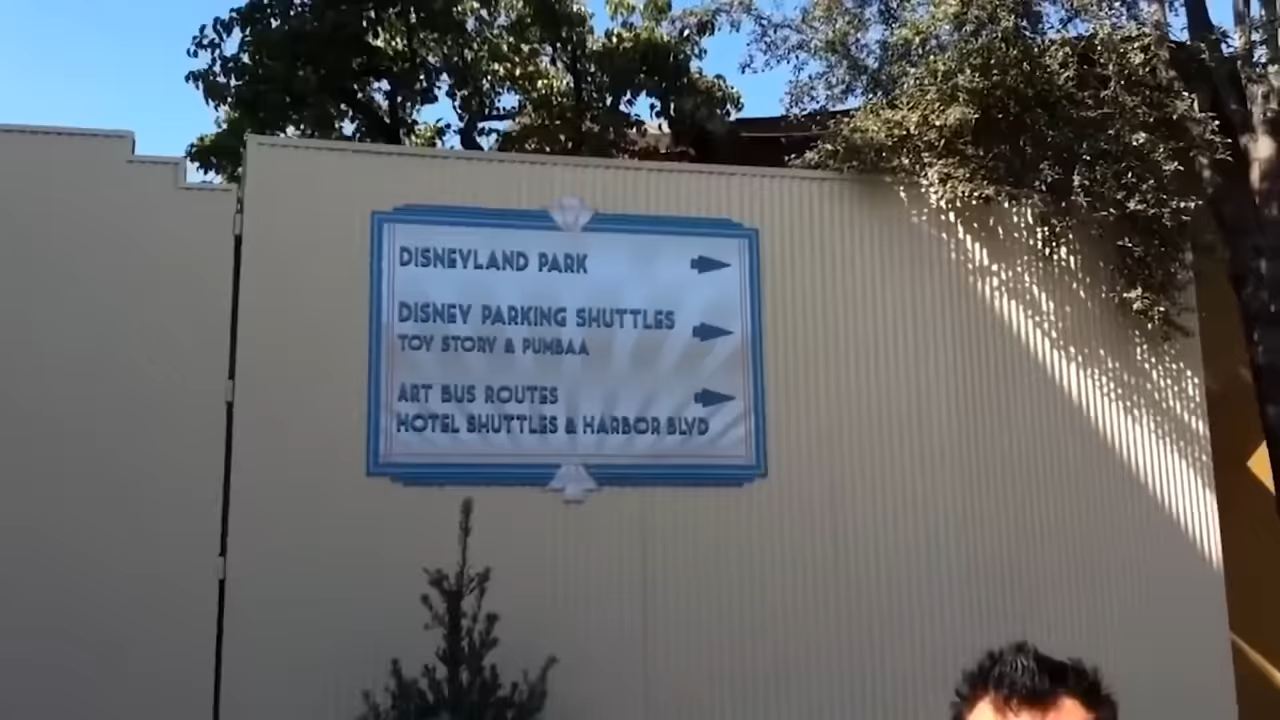 DISNEYLAND PARK
DISNEY PARKING SHUTTLES
TOY STORY & PUMBAA
ART BUS ROUTES
HOTEL SHUTTLES & HARBOR BLVD